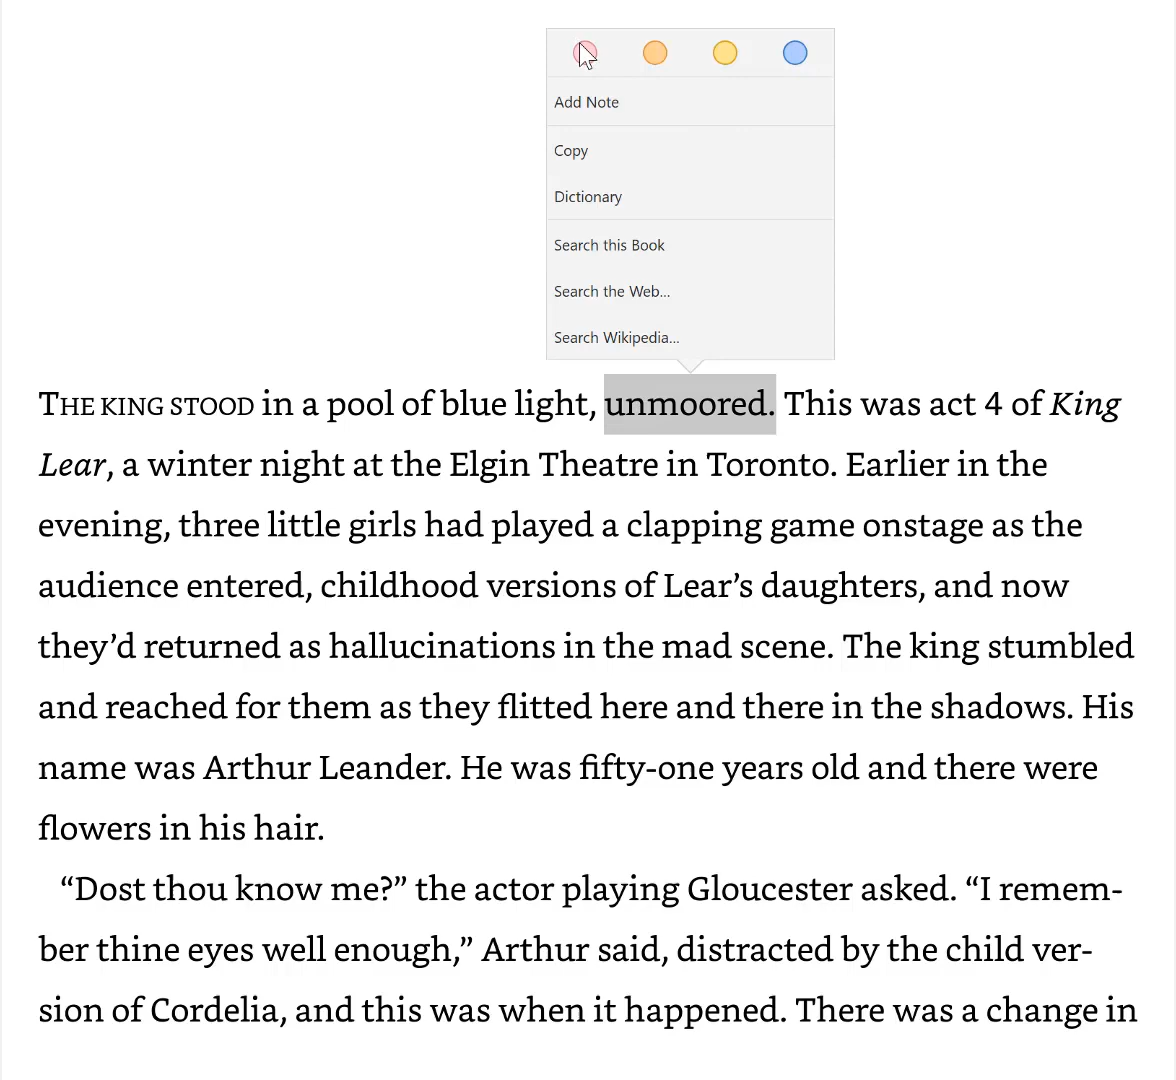 Add Note
Copy
Dictionary
Search this Book
Search the Web...
Search Wikipedia...
THE KING STOOD in a pool of blue light, unmoored. This was act 4 of King
Lear, a winter night at the Elgin Theatre in Toronto. Earlier in the
evening, three little girls had played a clapping game onstage as the
audience entered, childhood versions of Lear’s daughters, and now
they’d returned as hallucinations in the mad scene. The king stumbled
and reached for them as they flitted here and there in the shadows. His
name was Arthur Leander. He was fifty-one years old and there were
flowers in his hair.
“Dost thou know me?” the actor playing Gloucester asked. “I remem-
ber thine eyes well enough,” Arthur said, distracted by the child ver-
sion of Cordelia, and this was when it happened. There was a change in